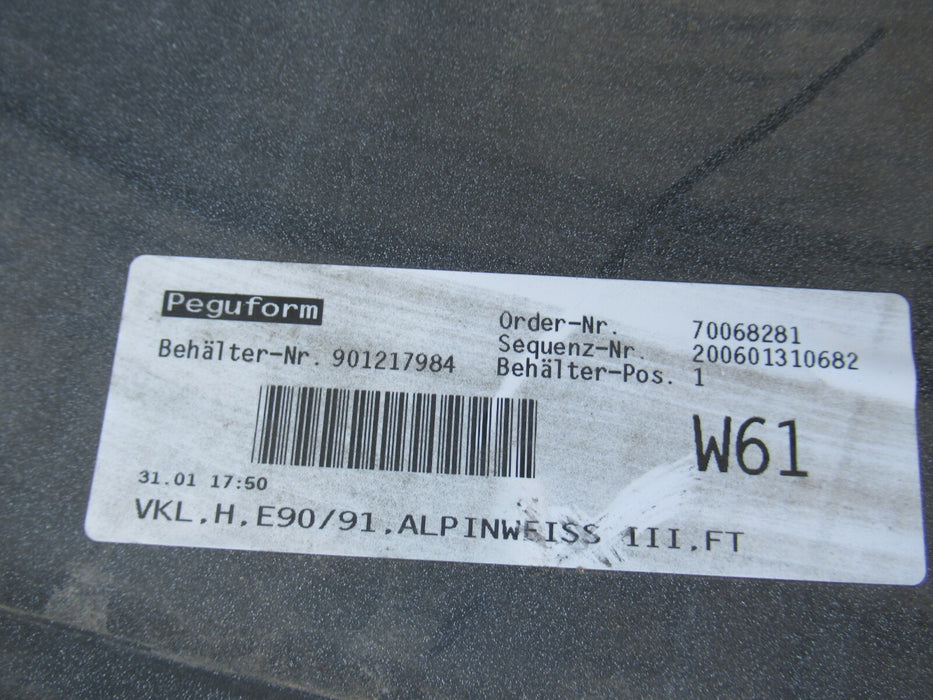 Peguform
Behälter-Nr. 901217984
Order-Nr. 70068281
Sequenz-Nr. 200601310682
Behälter-Pos. 1
W61
31.01 17:50
VKL.H.E90/91.ALPINWEISS III.FT